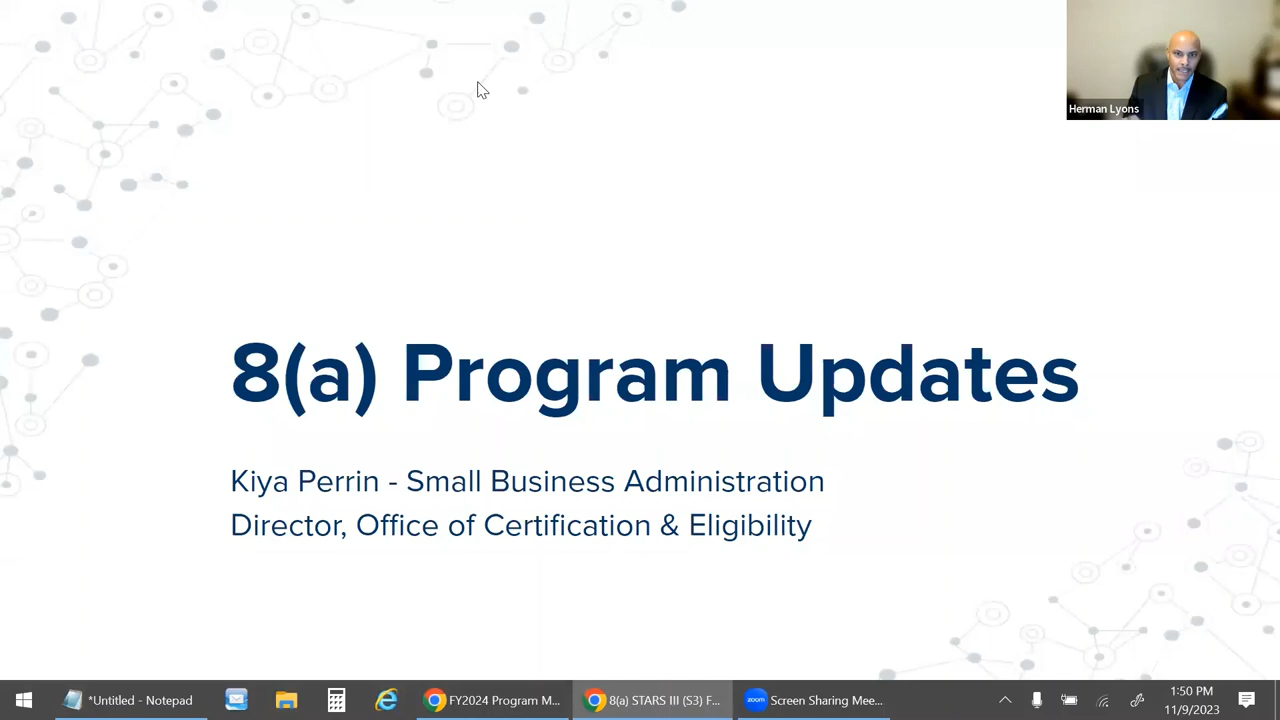 Herman Lyons
8(a) Program Updates
Kiya Perrin - Small Business Administration
Director, Office of Certification & Eligibility
*Untitled - Notepad
FY2024 Program M...
8(a) STARS III (S3) F...
zoom
Screen Sharing Mee...
1:50 PM
11/9/2023